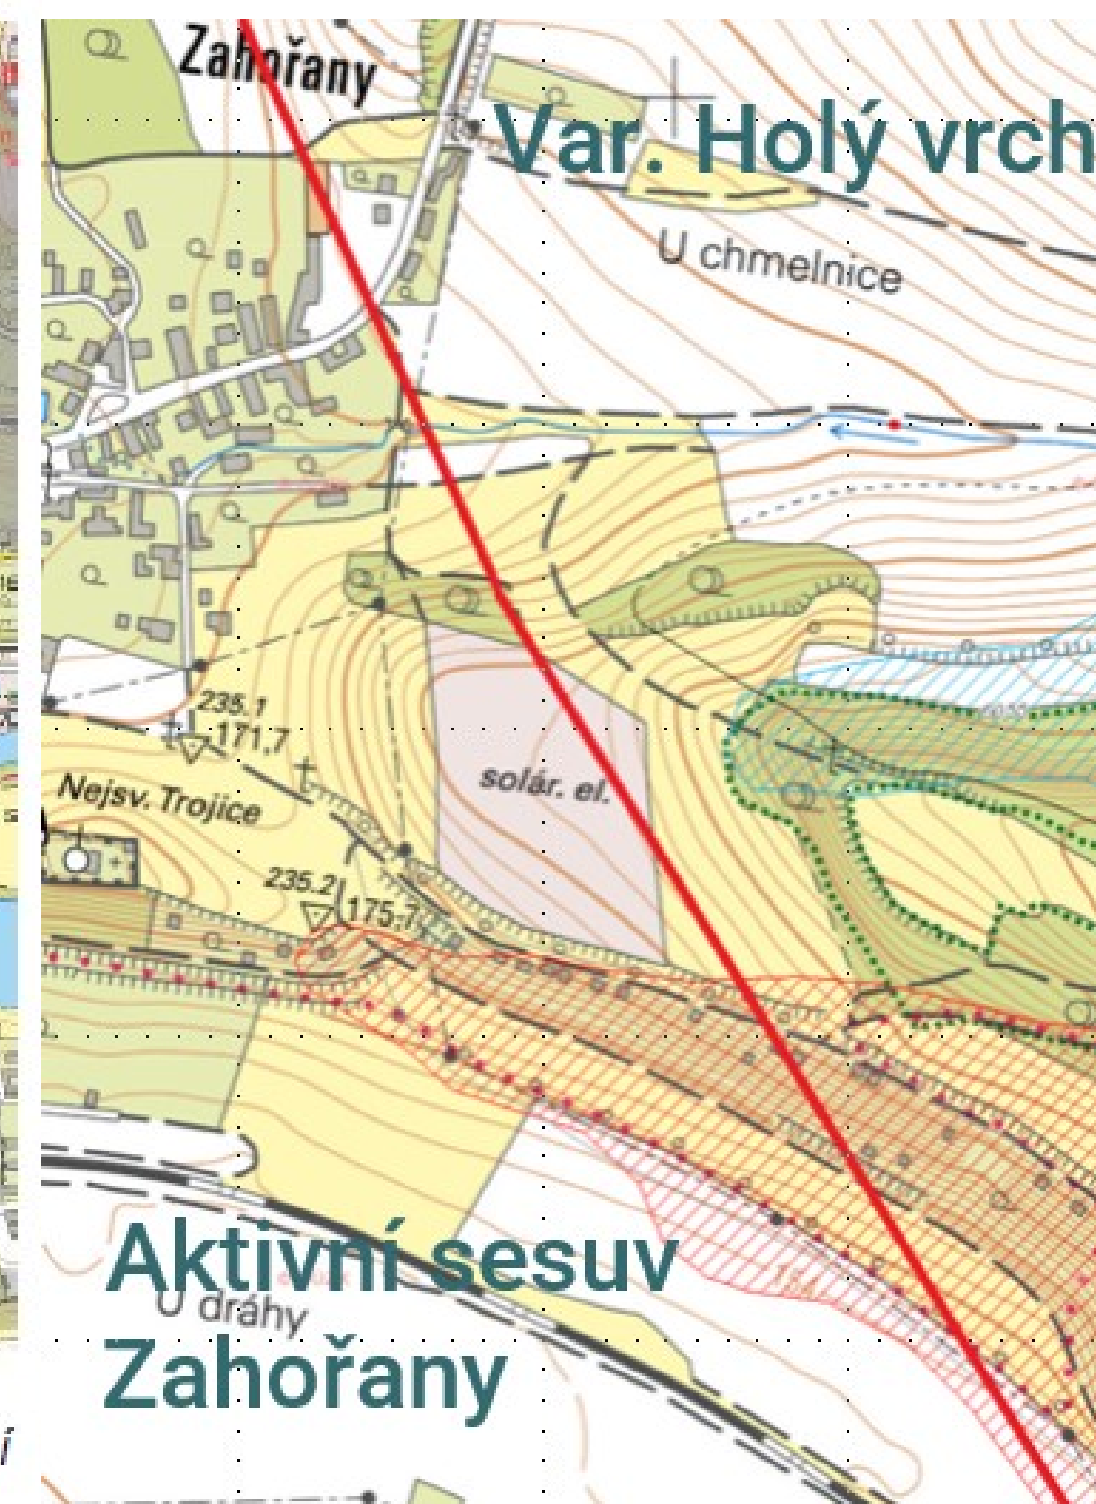 Zahořany
Var. Holý vrch
U chmelnice
235.1
171,7
solár. el.
Nejsv. Trojice
235.2
175,7
Aktivní sesuv
U dráhy
Zahořany